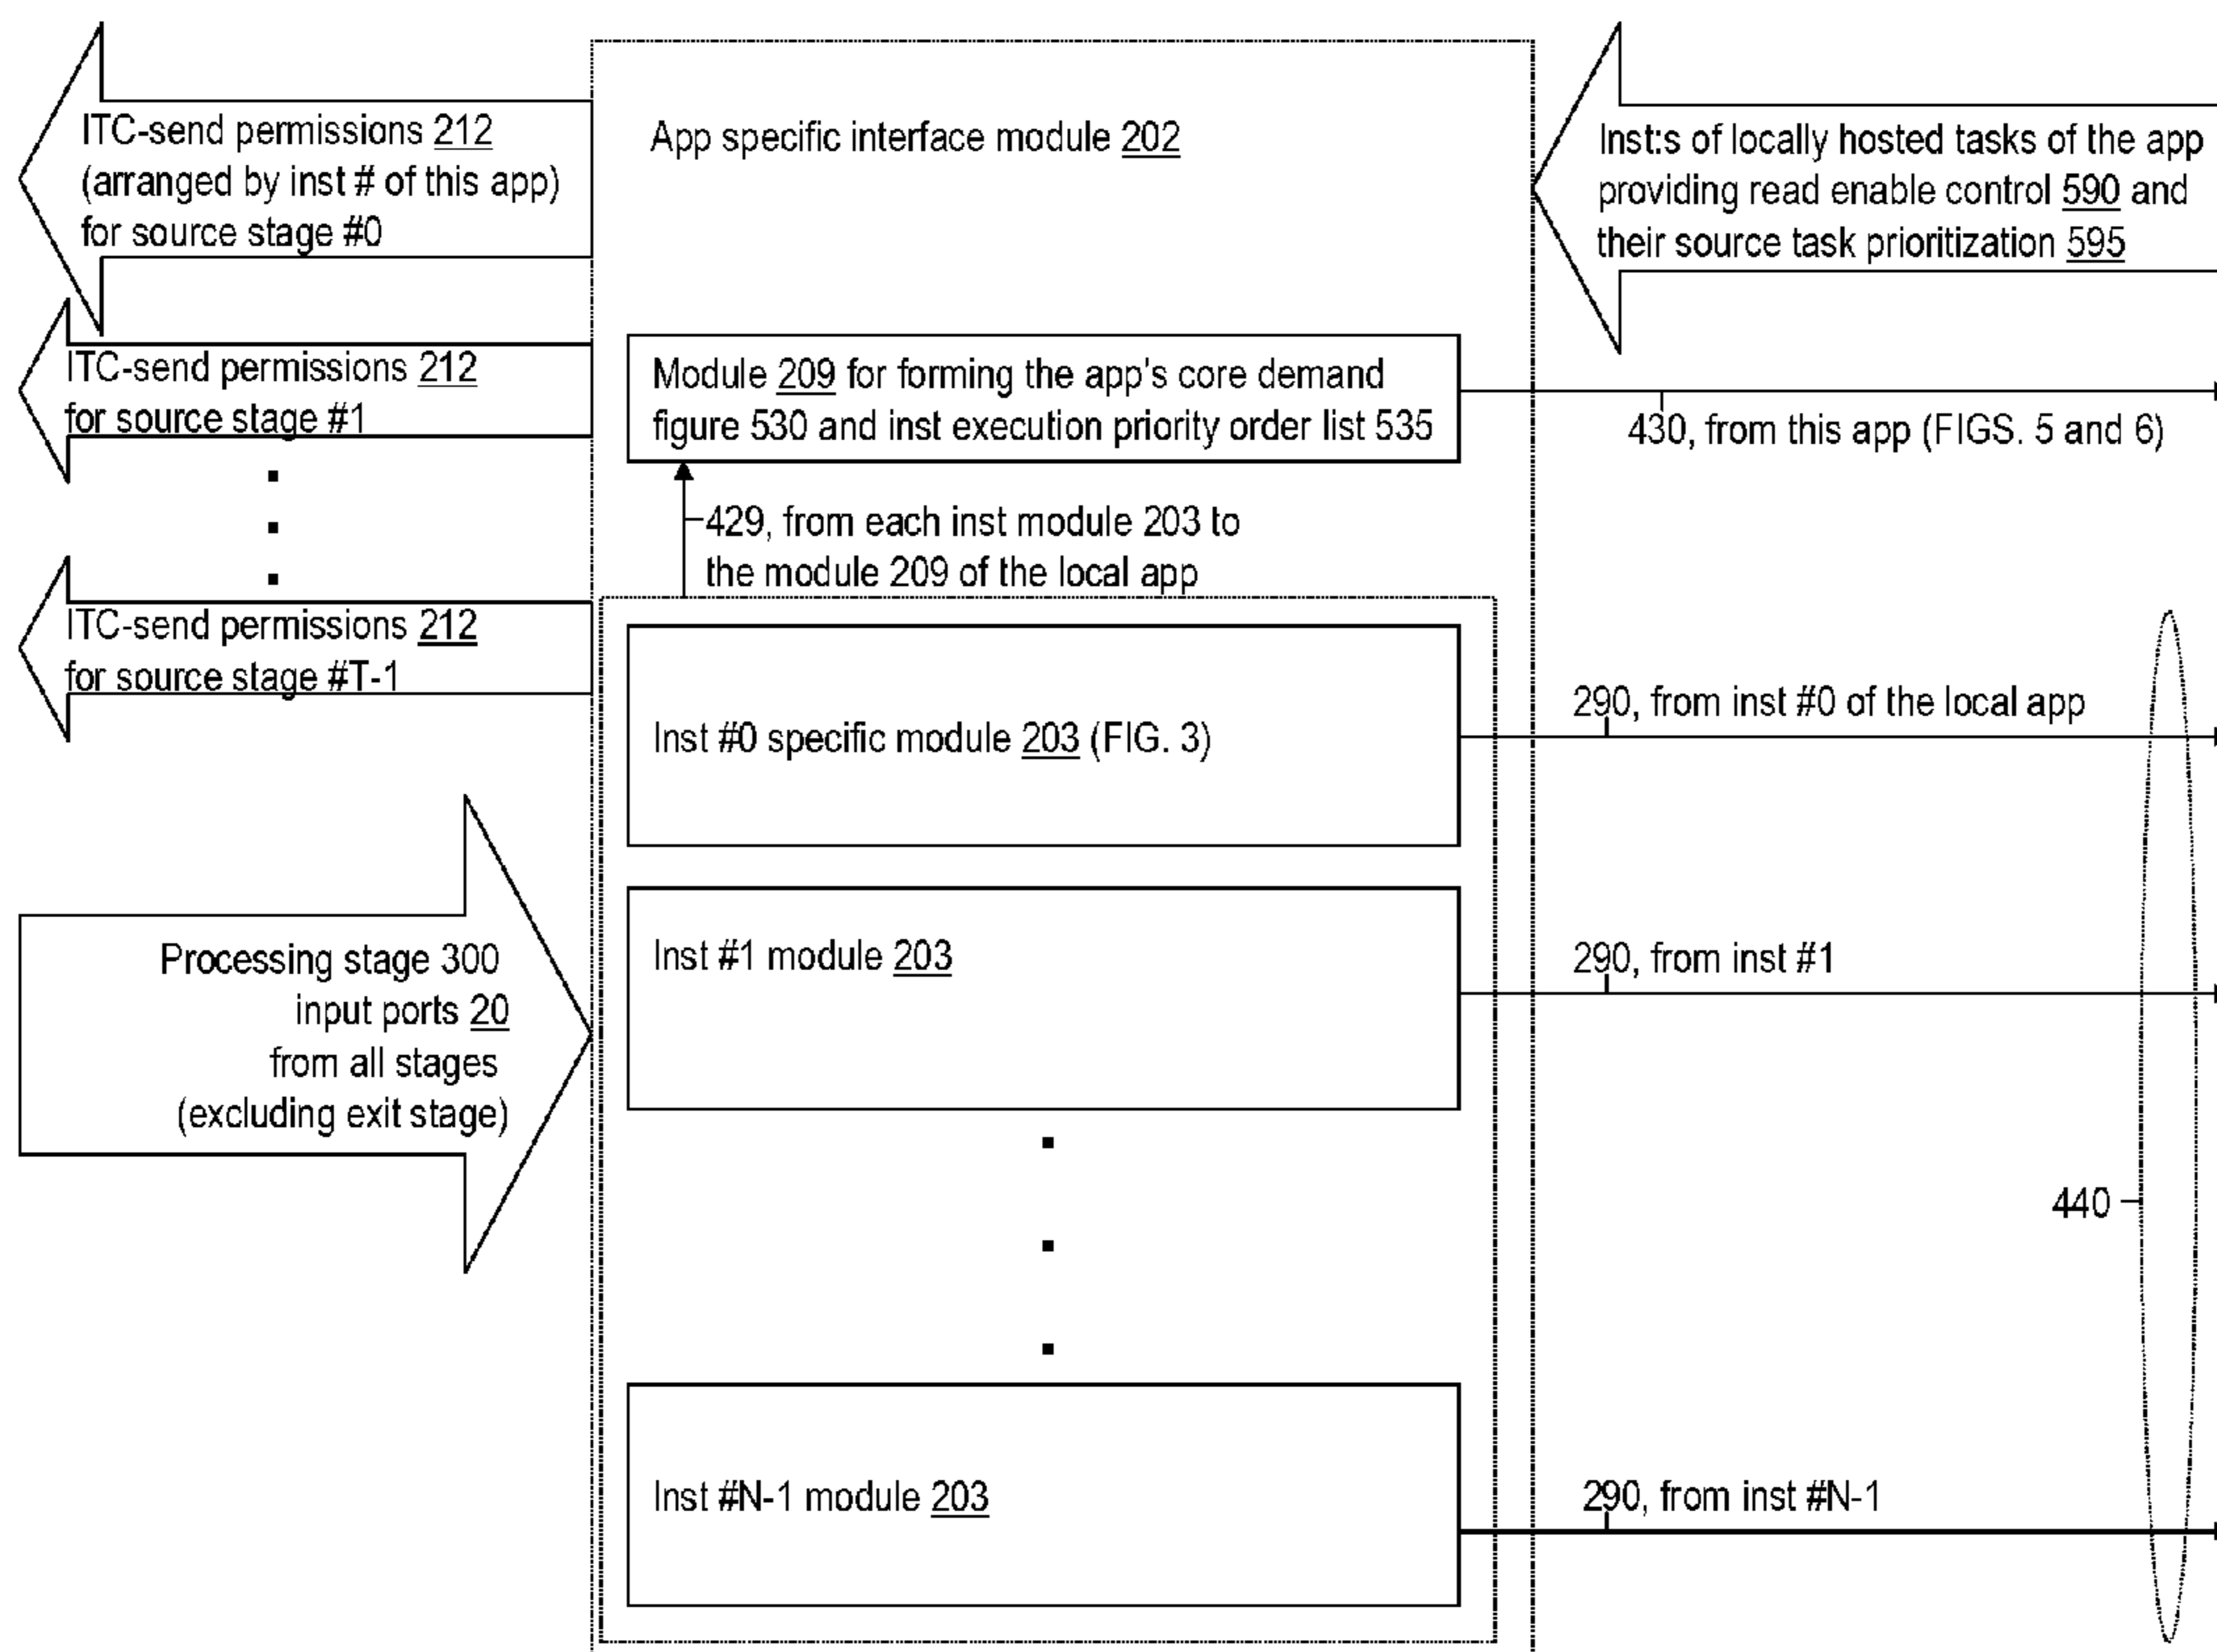 ITC-send permissions 212
(arranged by inst # of this app)
for source stage #0
App specific interface module 202
Inst:s of locally hosted tasks of the app
providing read enable control 590 and
their source task prioritization 595
ITC-send permissions 212
for source stage #1
Module 209 for forming the app's core demand
figure 530 and inst execution priority order list 535
430, from this app (FIGS. 5 and 6)
429, from each inst module 203 to
the module 209 of the local app
ITC-send permissions 212
for source stage #T-1
Inst #0 specific module 203 (FIG. 3)
290, from inst #0 of the local app
Processing stage 300
input ports 20
from all stages
(excluding exit stage)
Inst #1 module 203
290, from inst #1
440
Inst #N-1 module 203
290, from inst #N-1